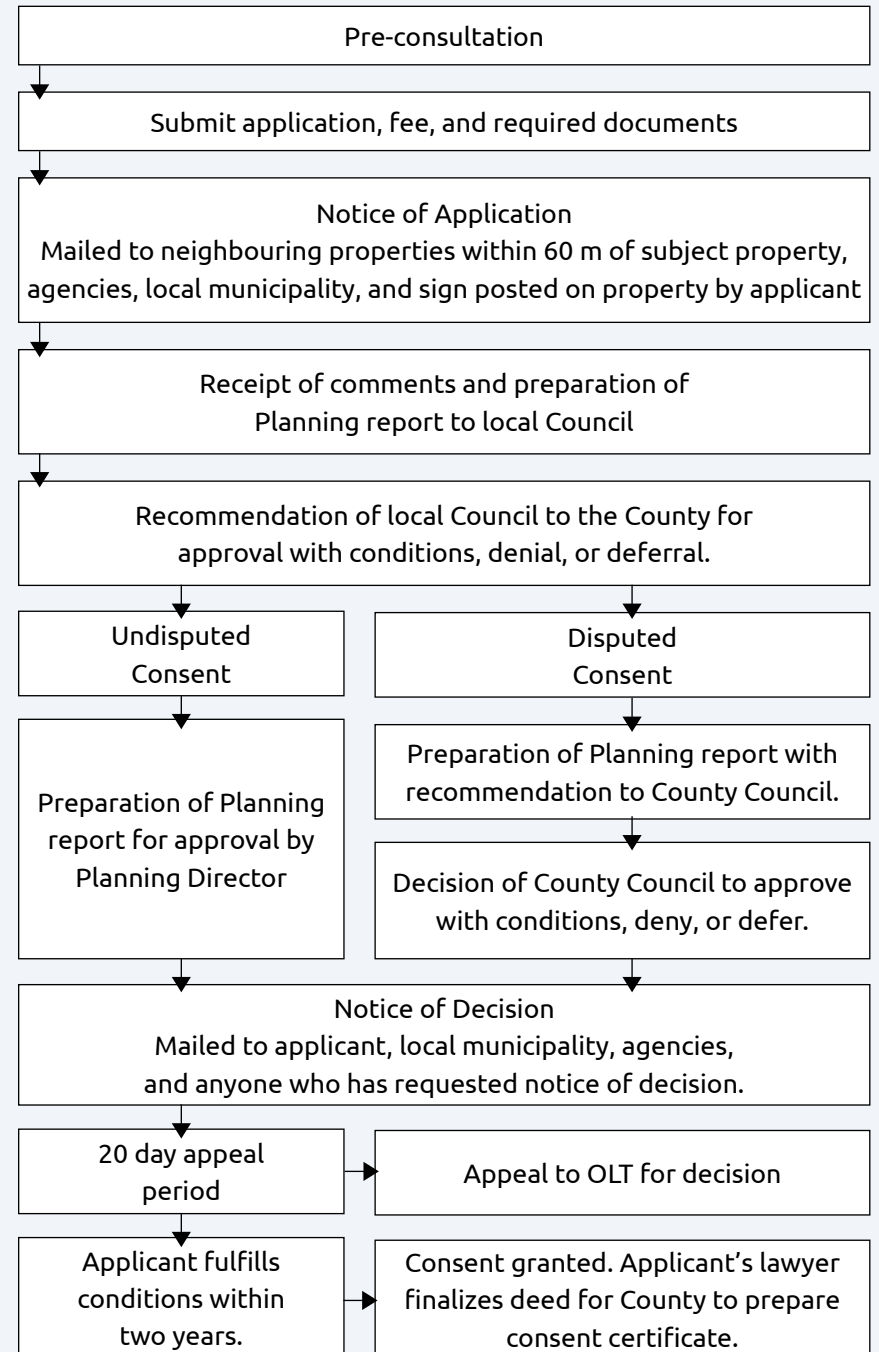 Pre-consultation
Submit application, fee, and required documents
Notice of Application
Mailed to neighbouring properties within 60 m of subject property,
agencies, local municipality, and sign posted on property by applicant
Receipt of comments and preparation of
Planning report to local Council
Recommendation of local Council to the County for
approval with conditions, denial, or deferral.
Undisputed
Consent
Disputed
Consent
Preparation of Planning
report for approval by
Planning Director
Preparation of Planning report with
recommendation to County Council.
Decision of County Council to approve
with conditions, deny, or defer.
Notice of Decision
Mailed to applicant, local municipality, agencies,
and anyone who has requested notice of decision.
20 day appeal
period
Appeal to OLT for decision
Applicant fulfills
conditions within
two years.
Consent granted. Applicant’s lawyer
finalizes deed for County to prepare
consent certificate.